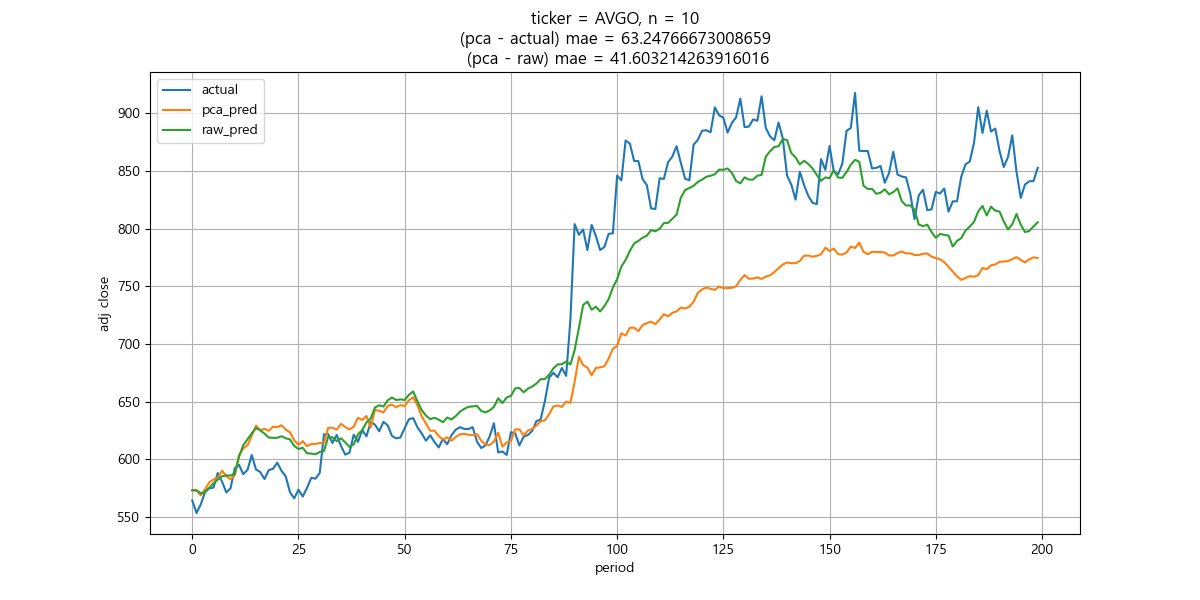 ticker = AVGO, n = 10
(pca - actual) mae = 63.24766673008659
(pca - raw) mae = 41.603214263916016
actual
pca_pred
raw_pred
adj close
900
850
800
750
700
650
600
550
0 25 50 75 100 125 150 175 200
period